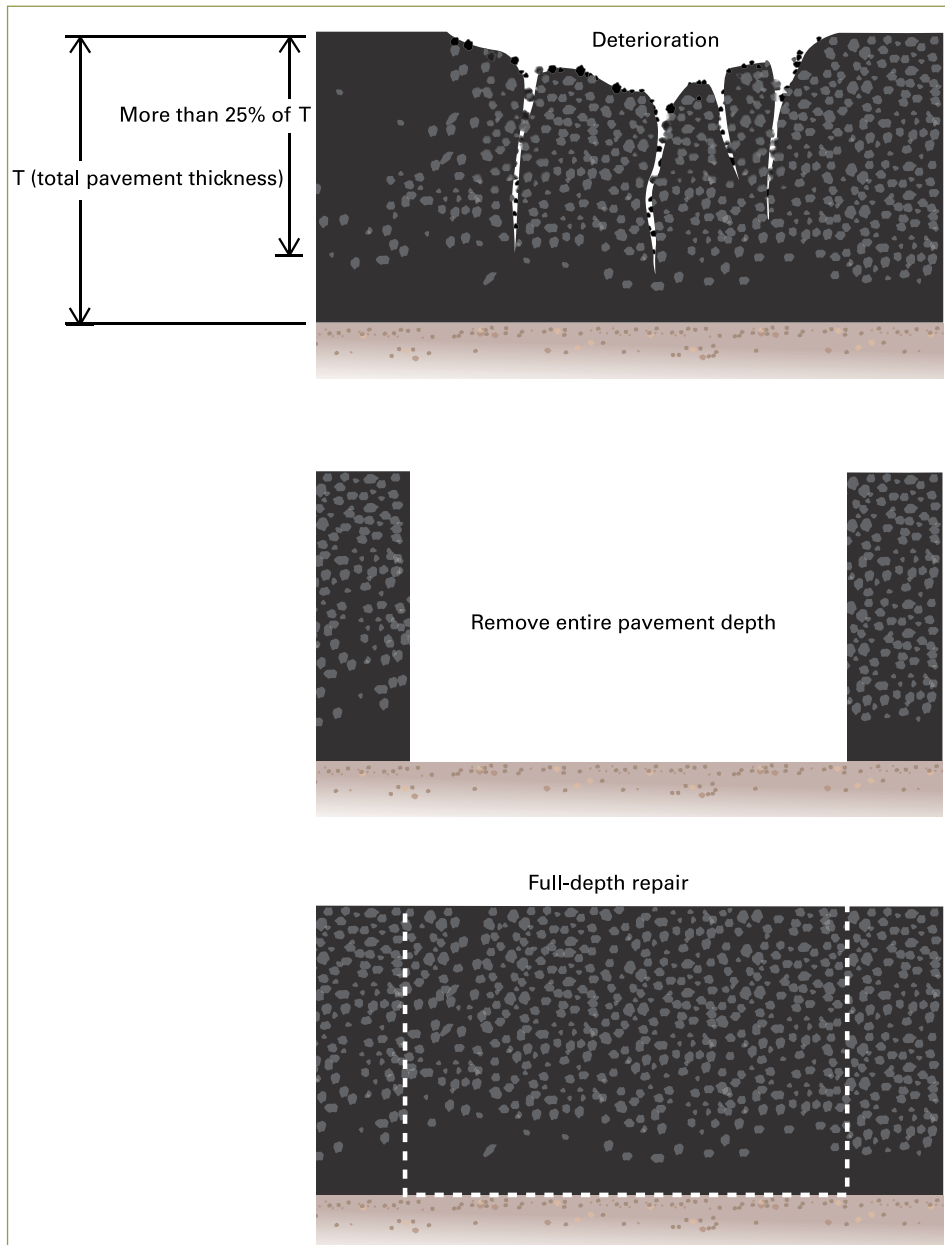 Deterioration
More than 25% of T
T (total pavement thickness)
Remove entire pavement depth
Full-depth repair